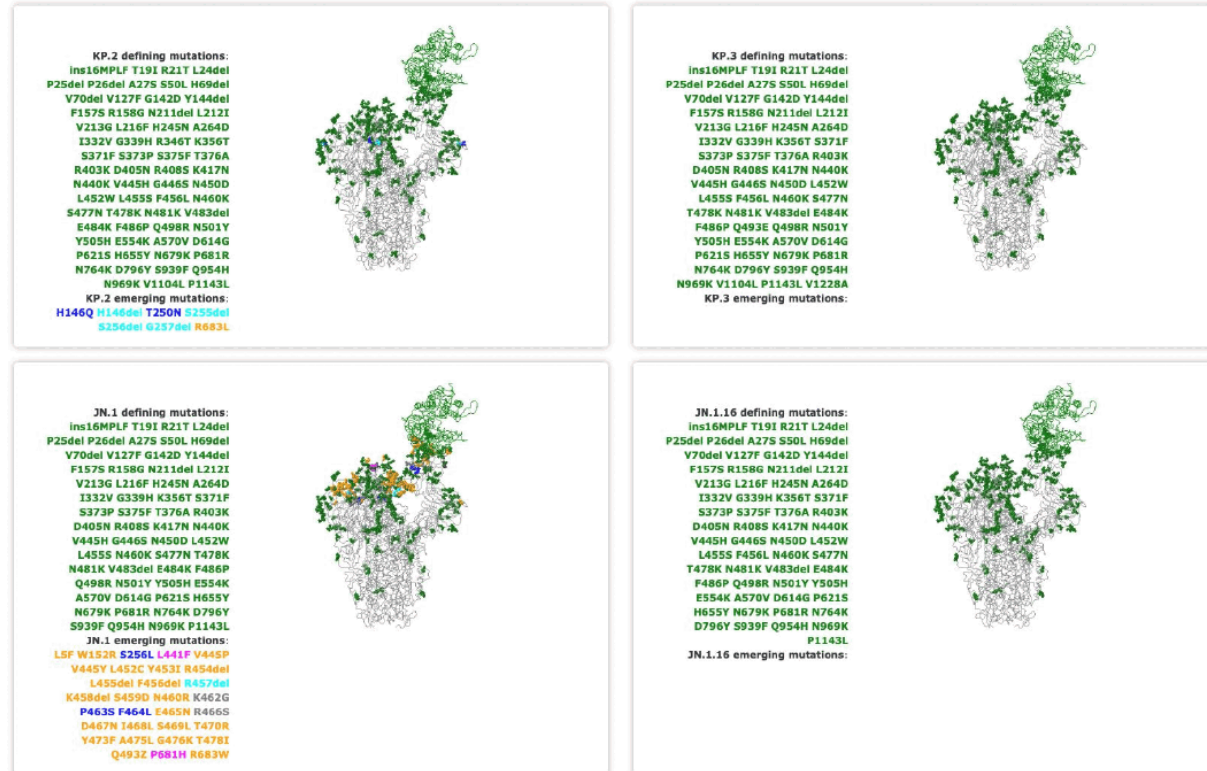 KP.2 defining mutations:
ins16MPLF T19I R21T L24del
P25del P26del A27S S50L H69del
V70del V127F G142D Y144del
F157S R158G N211del L212I
V213G L216F H245N A264D
I332V G339H R346T K356T
S371F S373P S375F T376A
R403K D405N R408S K417N
N440K V445H G446S N450D
L452W L455S F456L N460K
S477N T478K N481K V483del
E484K F486P Q498R N501Y
Y505H E554K A570V D614G
P621S H655Y N679K P681R
N764K D796Y S939F Q954H
N969K V1104L P1143L
KP.2 emerging mutations:
H146Q H146del T250N S255del
S256del G257del R683L
KP.3 defining mutations:
ins16MPLF T19I R21T L24del
P25del P26del A27S S50L H69del
V70del V127F G142D Y144del
F157S R158G N211del L212I
V213G L216F H245N A264D
I332V G339H K356T S371F
S373P S375F T376A R403K
D405N R408S K417N N440K
V445H G446S N450D L452W
L455S F456L N460K S477N
T478K N481K V483del E484K
F486P Q493E Q498R N501Y
Y505H E554K A570V D614G
P621S H655Y N679K P681R
N764K D796Y S939F Q954H
N969K V1104L P1143L V1228A
KP.3 emerging mutations:
JN.1 defining mutations:
ins16MPLF T19I R21T L24del
P25del P26del A27S S50L H69del
V70del V127F G142D Y144del
F157S R158G N211del L212I
V213G L216F H245N A264D
I332V G339H K356T S371F
S373P S375F T376A R403K
D405N R408S K417N N440K
V445H G446S N450D L452W
L455S N460K S477N T478K
N481K V483del E484K F486P
Q498R N501Y Y505H E554K
A570V D614G P621S H655Y
N679K P681R N764K D796Y
S939F Q954H N969K P1143L
JN.1 emerging mutations:
L5F W152R S256L L441F V445P
V445Y L452C Y453I R454del
L455del F456del R457del
K458del S459D N460R K462G
P463S F464L E465N R466S
D467N I468L S469L T470R
Y473F A475L G476K T478I
Q493Z P681H R683W
JN.1.16 defining mutations:
ins16MPLF T19I R21T L24del
P25del P26del A27S S50L H69del
V70del V127F G142D Y144del
F157S R158G N211del L212I
V213G L216F H245N A264D
I332V G339H K356T S371F
S373P S375F T376A R403K
D405N R408S K417N N440K
V445H G446S N450D L452W
L455S F456L N460K S477N
T478K N481K V483del E484K
F486P Q498R N501Y Y505H
E554K A570V D614G P621S
H655Y N679K P681R N764K
D796Y S939F Q954H N969K
P1143L
JN.1.16 emerging mutations: